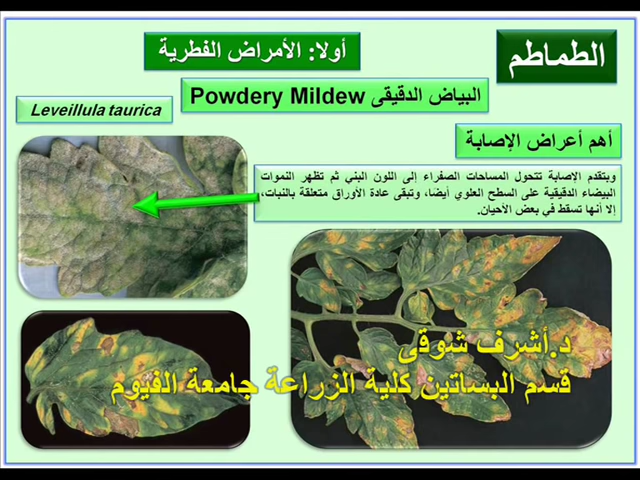 الطماطم
أولا: الأمراض الفطرية
البياض الدقيقى Powdery Mildew
Leveillula taurica
أهم أعراض الإصابة
وبتقدم الإصابة تتحول المساحات الصفراء إلى اللون البني ثم تظهر النموات
البيضاء الدقيقية على السطح العلوي أيضا، وتبقى عادة الأوراق متعلقة بالنبات،
إلا أنها تسقط في بعض الأحيان.
د.أشرف شوقى
قسم البساتين كلية الزراعة جامعة الفيوم